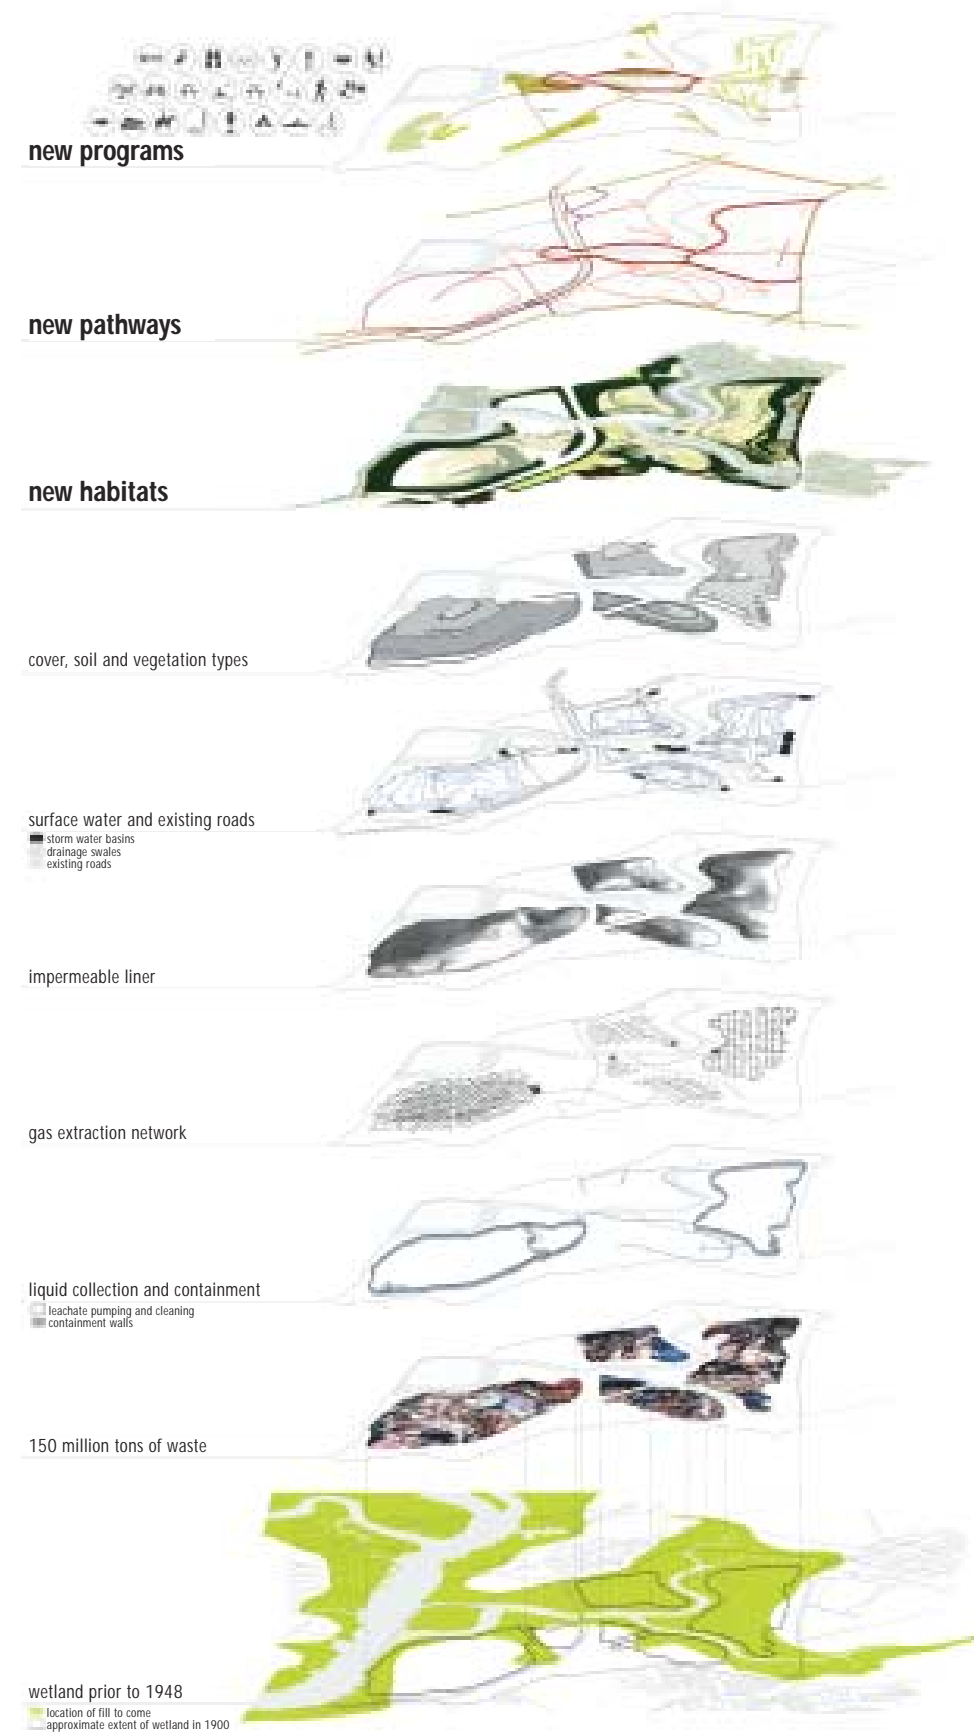 new programs
new pathways
new habitats
cover, soil and vegetation types
surface water and existing roads
storm water basins
drainage swales
existing roads
impermeable liner
gas extraction network
liquid collection and containment
leachate pumping and cleaning
containment walls
150 million tons of waste
wetland prior to 1948
location of fill to come
approximate extent of wetland in 1900